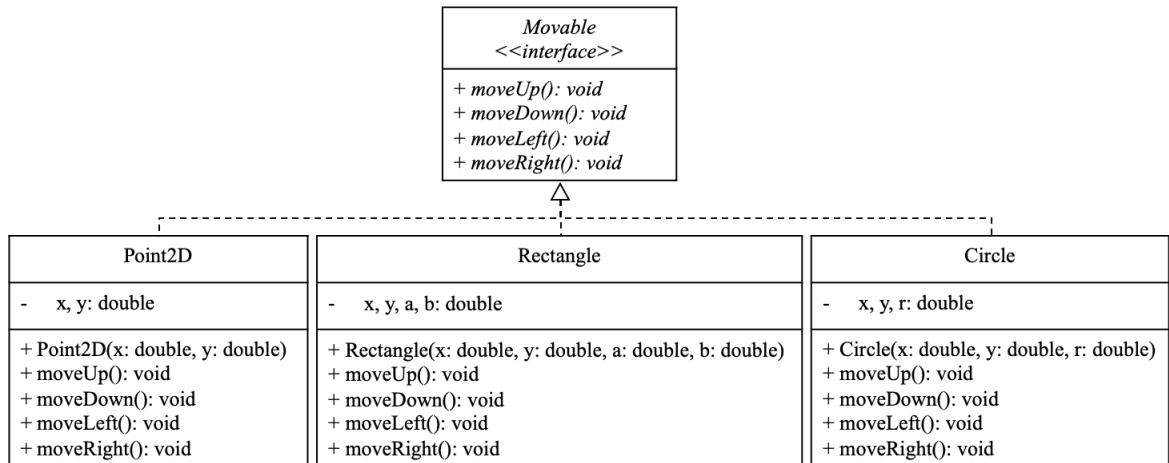 Movable
<<interface>>
+ moveUp(): void
+ moveDown(): void
+ moveLeft(): void
+ moveRight(): void
Point2D
- x, y: double
+ Point2D(x: double, y: double)
+ moveUp(): void
+ moveDown(): void
+ moveLeft(): void
+ moveRight(): void
Rectangle
- x, y, a, b: double
+ Rectangle(x: double, y: double, a: double, b: double)
+ moveUp(): void
+ moveDown(): void
+ moveLeft(): void
+ moveRight(): void
Circle
- x, y, r: double
+ Circle(x: double, y: double, r: double)
+ moveUp(): void
+ moveDown(): void
+ moveLeft(): void
+ moveRight(): void